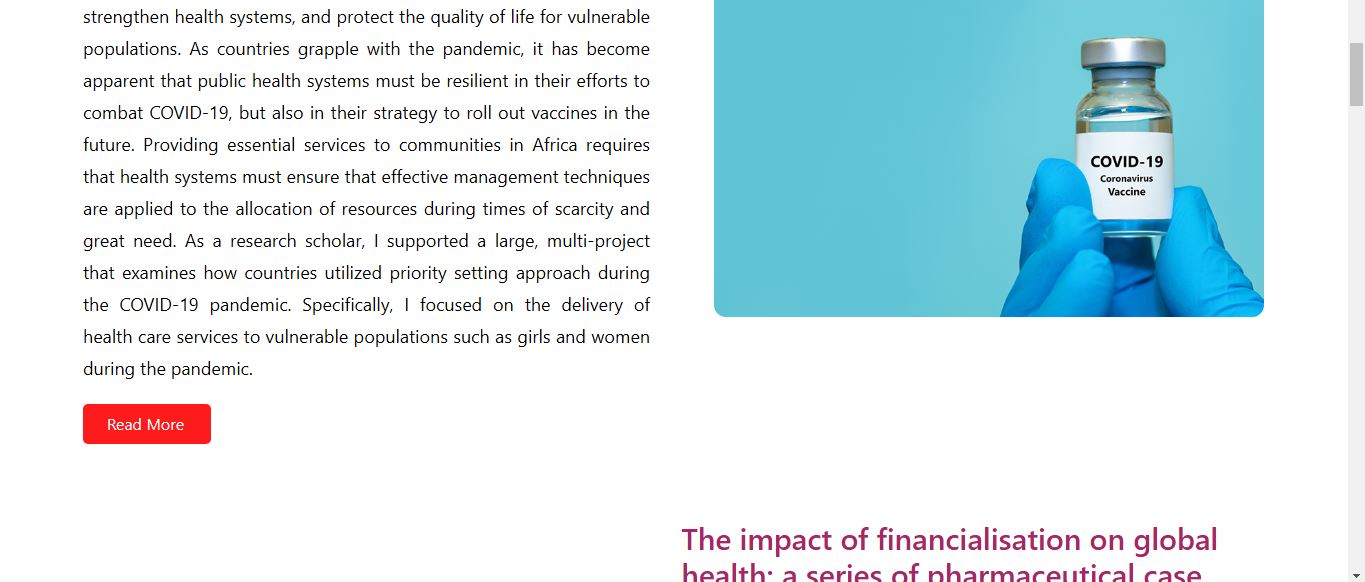 strengthen health systems, and protect the quality of life for vulnerable
populations. As countries grapple with the pandemic, it has become
apparent that public health systems must be resilient in their efforts to
combat COVID-19, but also in their strategy to roll out vaccines in the
future. Providing essential services to communities in Africa requires
that health systems must ensure that effective management techniques
are applied to the allocation of resources during times of scarcity and
great need. As a research scholar, I supported a large, multi-project
that examines how countries utilized priority setting approach during
the COVID-19 pandemic. Specifically, I focused on the delivery of
health care services to vulnerable populations such as girls and women
during the pandemic.
Read More
COVID-19
Coronavirus
Vaccine
The impact of financialisation on global
health: a series of pharmaceutical case